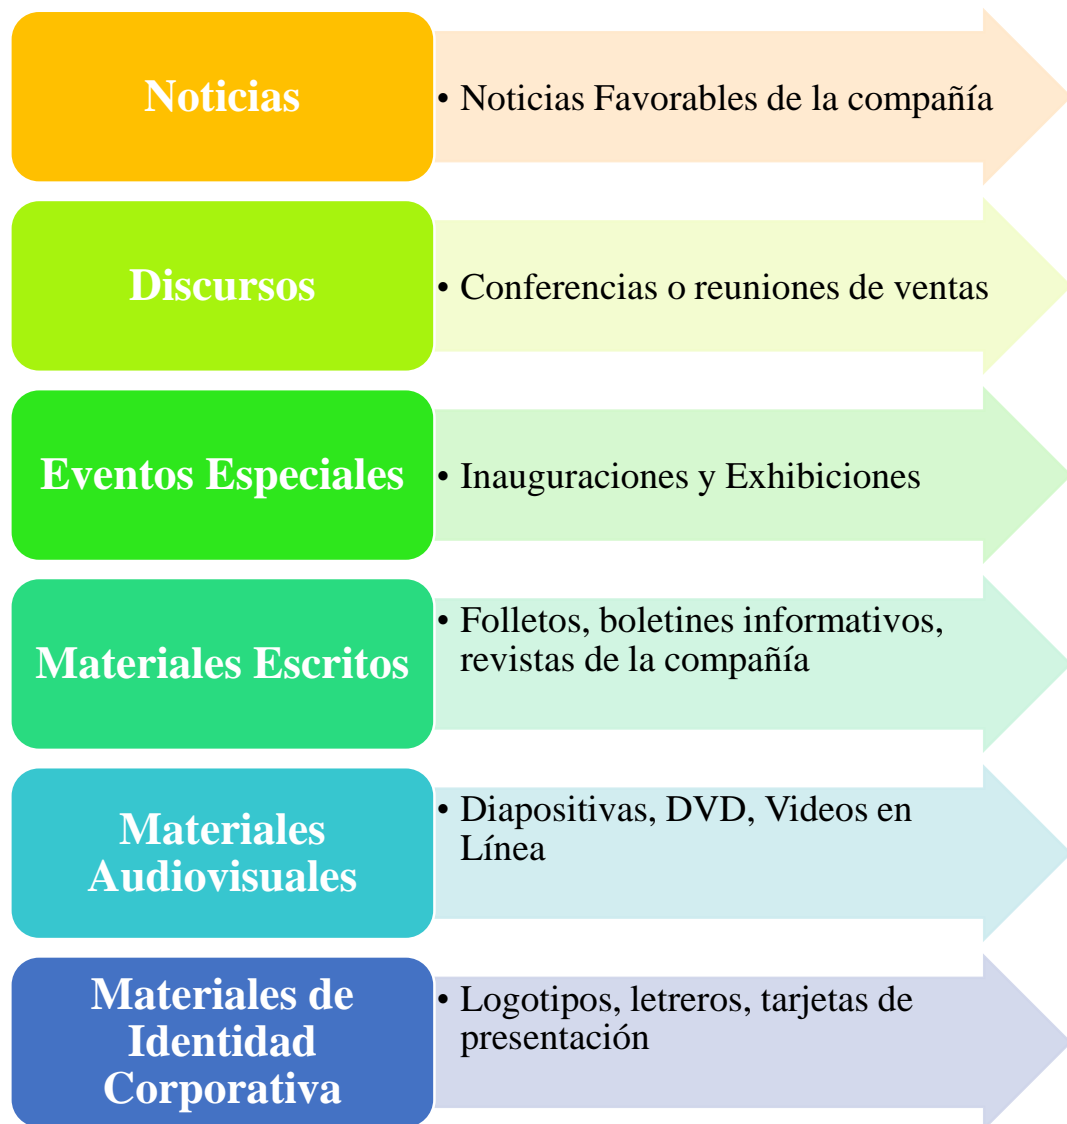 Noticias
• Noticias Favorables de la compañía
Discursos
• Conferencias o reuniones de ventas
Eventos Especiales
• Inauguraciones y Exhibiciones
Materiales Escritos
• Folletos, boletines informativos,
revistas de la compañía
Materiales
Audiovisuales
• Diapositivas, DVD, Videos en
Línea
Materiales de
Identidad
Corporativa
• Logotipos, letreros, tarjetas de
presentación